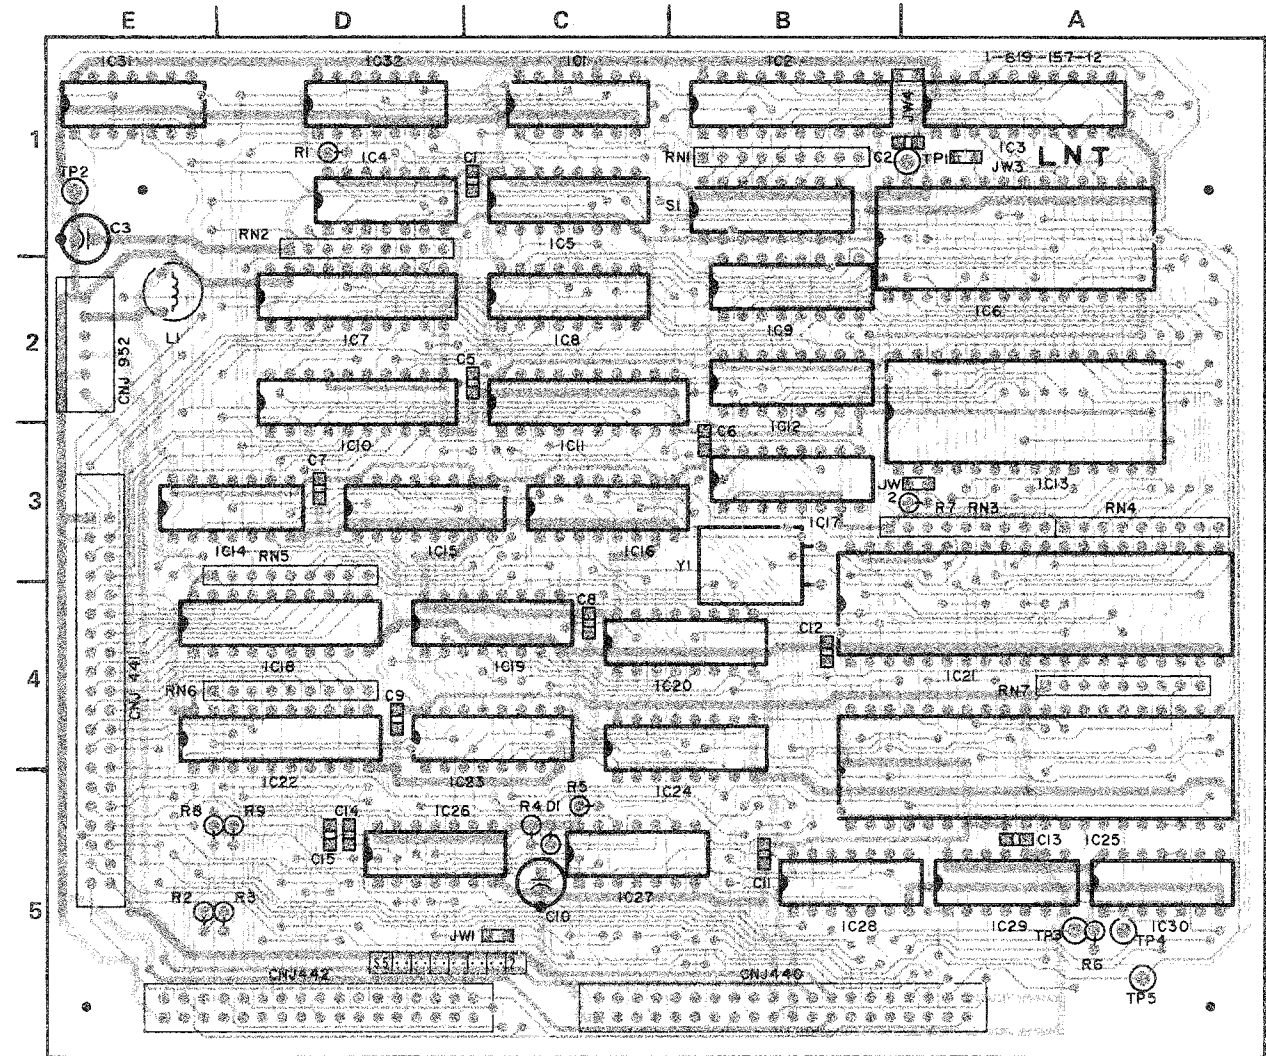 E D C B A
IC31 IC32 IC1 IC2 1-619-157-12
JW4
1
R1 IC4 C1 RN1 C2 TP1 IC3 LNT
JW3
TP2
S1
C3 RN2 IC5
IC6
2
L1 IC7 IC8 IC9
CNJ 952
C5
IC10 IC11 C6 IC12
C7
3
JW2 IC13
R7 RN3 RN4
IC14 RN5 IC15 IC16 IC17
Y1
C8
C12
4
IC18 IC19 IC20 IC21
CNJ 441
RN6 C9 RN7
IC22 IC23 IC24
R5
R8 R9 C14 IC26 R4 D1
C15 C13 IC25
C11
5
R2 R3 C10 IC27 IC28 IC29 IC30
TP3 TP4
JW1
R6
CNJ442 CNJ440
TP5